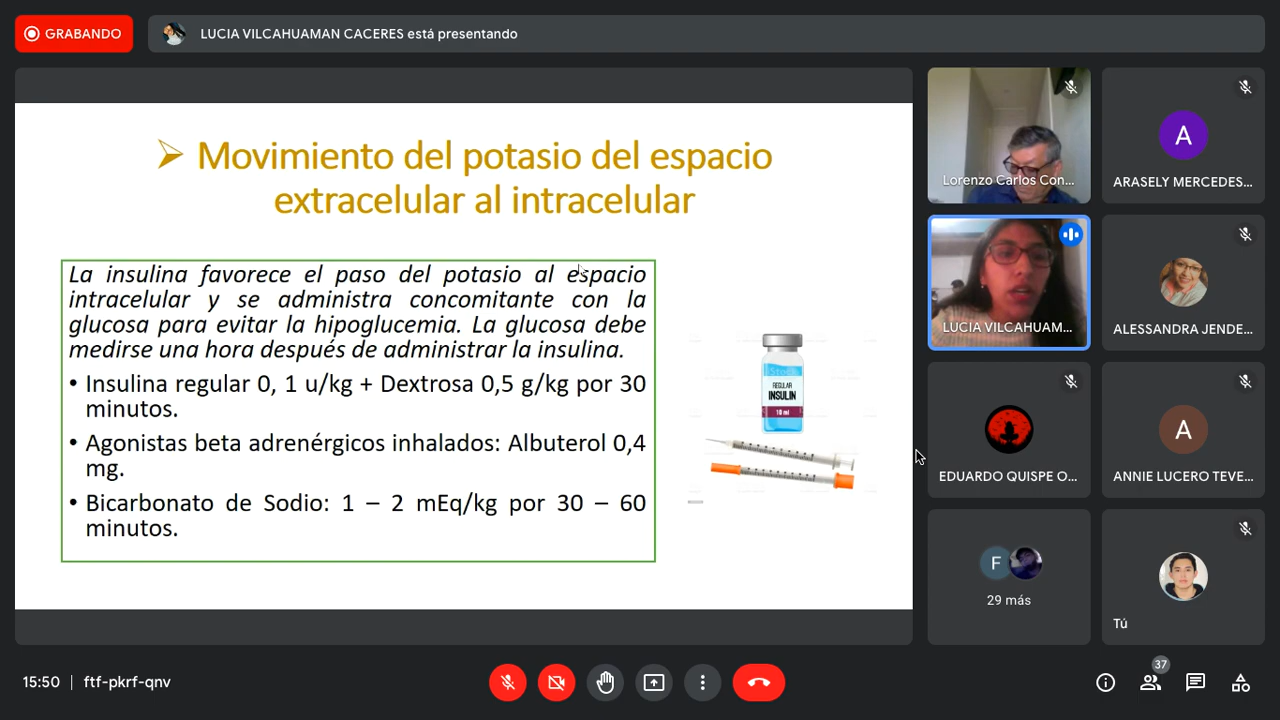 GRABANDO
LUCIA VILCAHUAMAN CACERES está presentando
➢ Movimiento del potasio del espacio
extracelular al intracelular
La insulina favorece el paso del potasio al espacio
intracelular y se administra concomitante con la
glucosa para evitar la hipoglucemia. La glucosa debe
medirse una hora después de administrar la insulina.
• Insulina regular 0, 1 u/kg + Dextrosa 0,5 g/kg por 30
minutos.
• Agonistas beta adrenérgicos inhalados: Albuterol 0,4
mg.
• Bicarbonato de Sodio: 1 – 2 mEq/kg por 30 – 60
minutos.
REGULAR
INSULIN
10 ml
Lorenzo Carlos Con...
A
ARASELY MERCEDES...
LUCIA VILCAHUAM...
ALESSANDRA JENDE...
EDUARDO QUISPE O...
A
ANNIE LUCERO TEVE...
F
29 más
Tú
15:50 | ftf-pkrf-qnv
37